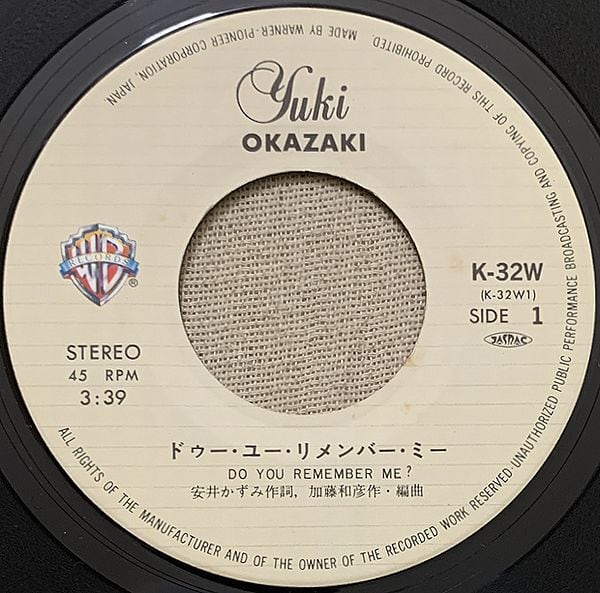 Yuki
OKAZAKI
WB
RECORDS
®
K-32W
(K-32W1)
SIDE 1
JASRAC
STEREO
45 RPM
3:39
ドゥー・ユー・リメンバー・ミー
DO YOU REMEMBER ME?
安井かずみ作詞, 加藤和彦作・編曲
ALL RIGHTS OF THE MANUFACTURER AND OF THE OWNER OF THE RECORDED WORK RESERVED-UNAUTHORIZED PUBLIC PERFORMANCE BROADCASTING AND COPYING OF THIS RECORD PROHIBITED. MADE BY WARNER-PIONEER CORPORATION, JAPAN